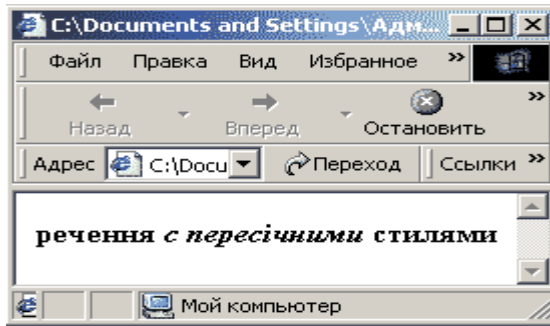 C:\Documents and Settings\Адм...
Файл Правка Вид Избранное »
Назад Вперед Остановить »
Адрес C:\Docu Переход Ссылки »
речення с пересічними стилями
Мой компьютер